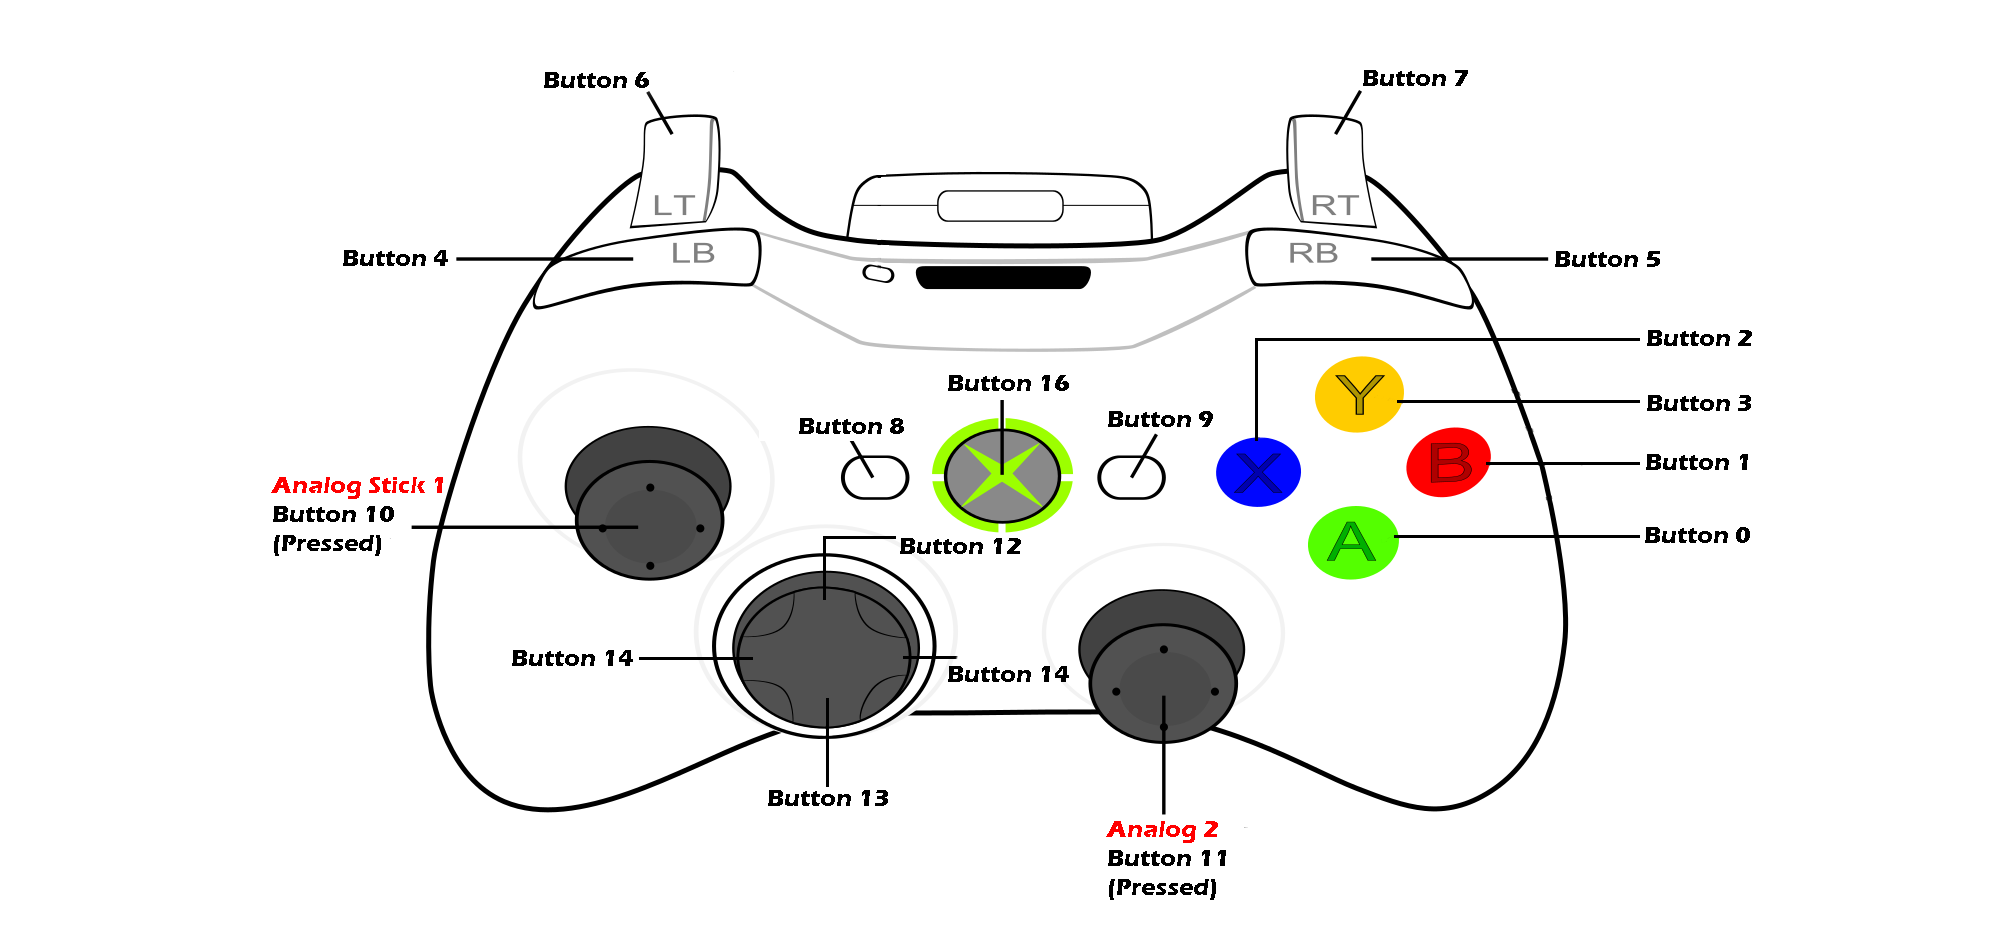 Button 6
Button 7
LT
RT
Button 4
LB
RB
Button 5
Button 2
Button 16
Y
Button 3
Button 8
Button 9
X
B
Button 1
Analog Stick 1
Button 10
(Pressed)
A
Button 0
Button 12
Button 14
Button 14
Button 13
Analog 2
Button 11
(Pressed)